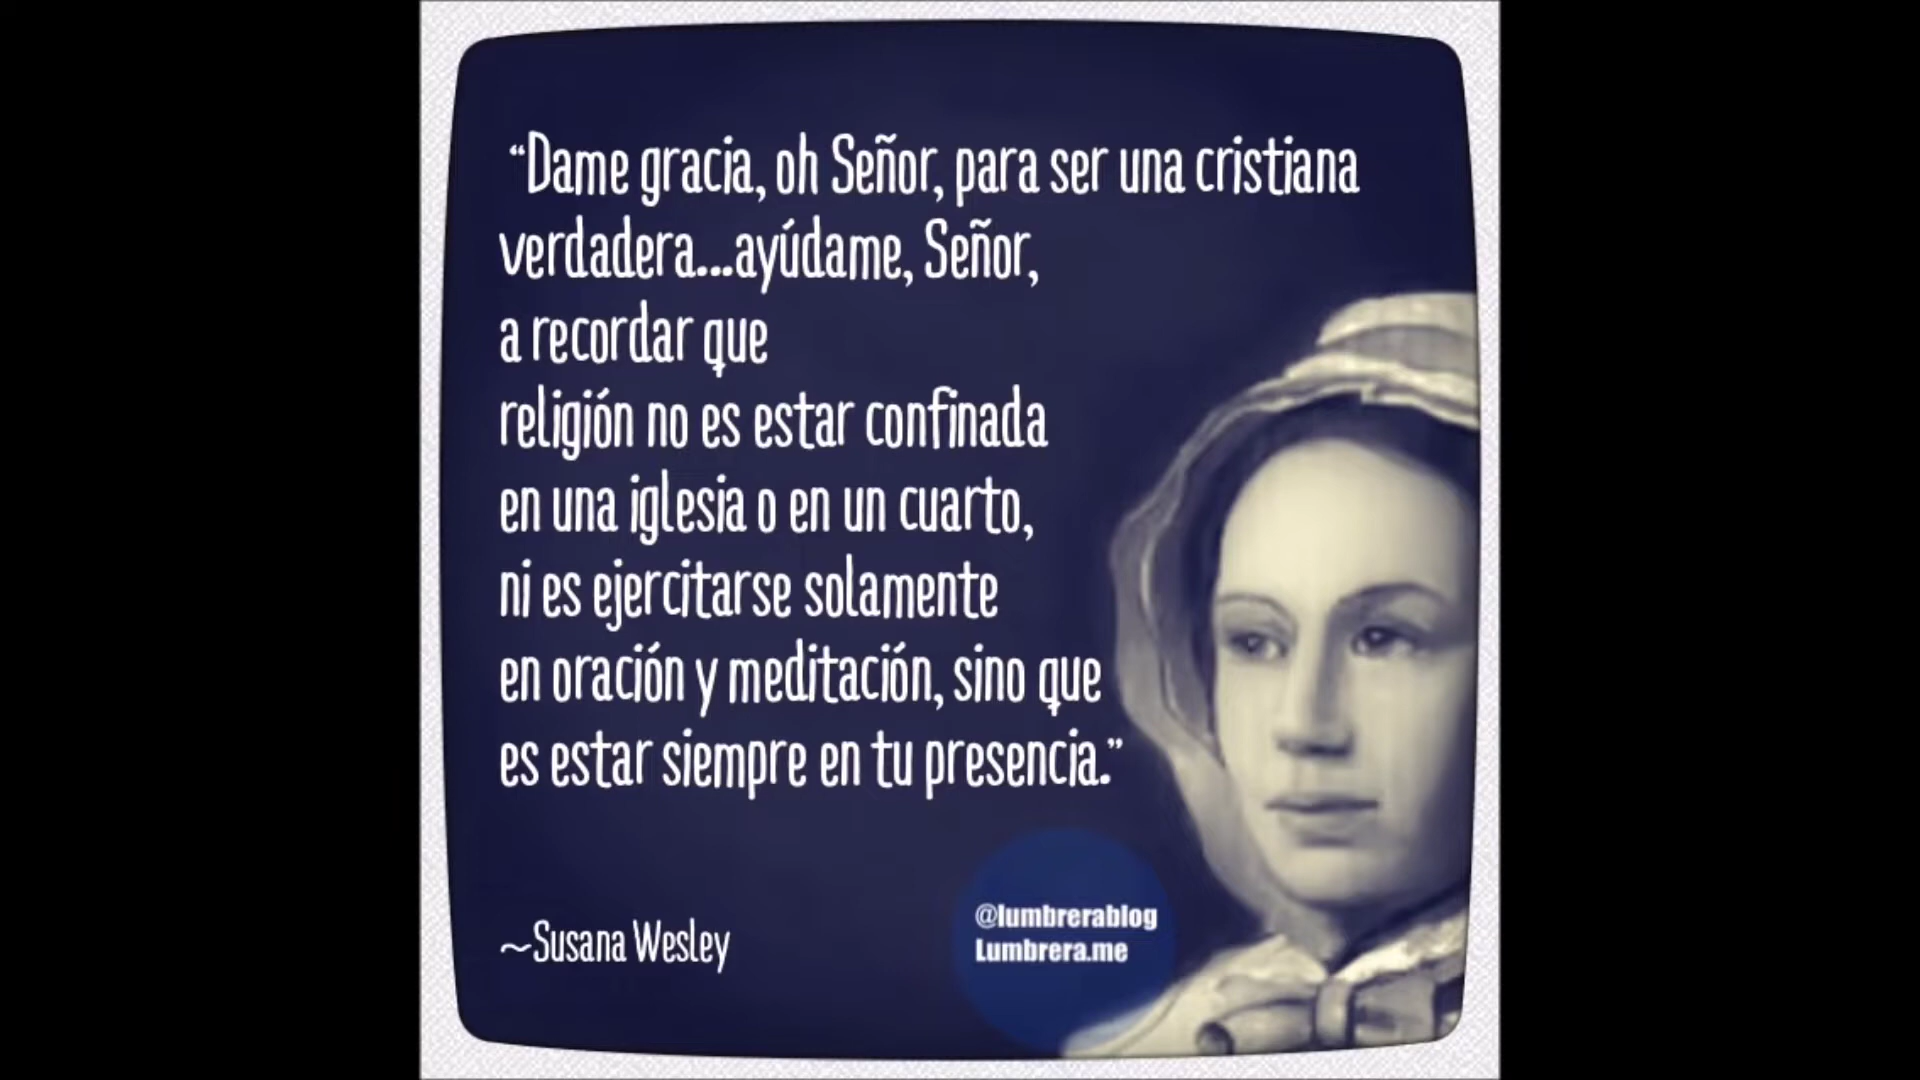 “Dame gracia, oh Señor, para ser una cristiana
verdadera...ayúdame, Señor,
a recordar que
religión no es estar confinada
en una iglesia o en un cuarto,
ni es ejercitarse solamente
en oración y meditación, sino que
es estar siempre en tu presencia.”
~Susana Wesley
@lumbrerablog
Lumbrera.me